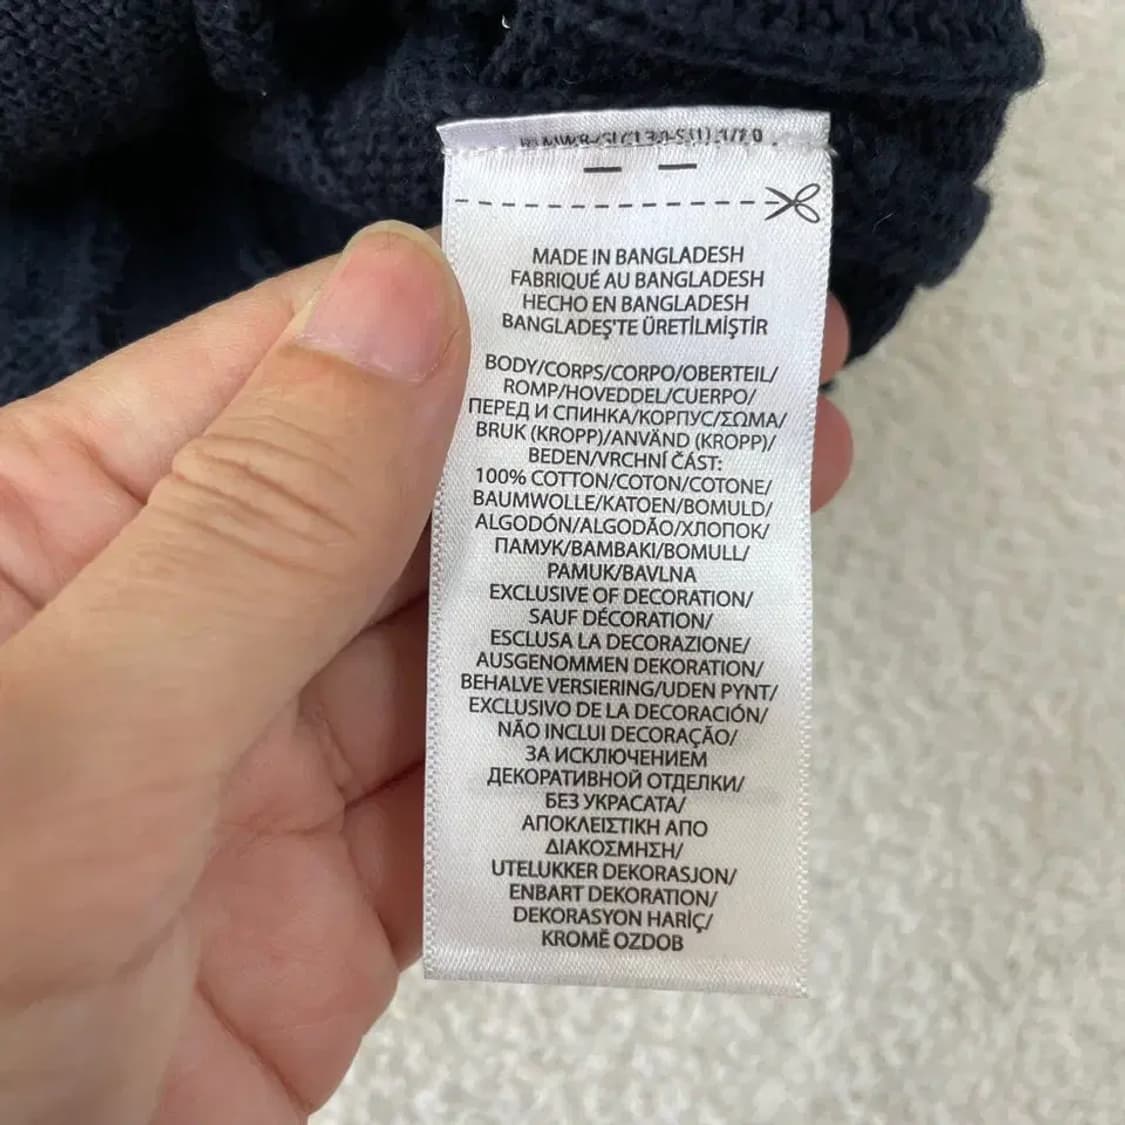 MADE IN BANGLADESH
FABRIQUÉ AU BANGLADESH
HECHO EN BANGLADESH
BANGLADEŞ'TE ÜRETİLMİŞTİR
BODY/CORPS/CORPO/OBERTEIL/
ROMP/HOVEDDEL/CUERPO/
ПЕРЕД И СПИНКА/КОРПУС/ΣΩΜΑ/
BRUK (KROPP)/ANVÄND (KROPP)/
BEDEN/VRCHNÍ ČÁST:
100% COTTON/COTON/COTONE/
BAUMWOLLE/KATOEN/BOMULD/
ALGODÓN/ALGODÃO/ХЛОПОК/
ПАМУК/BAMBAKI/BOMULL/
PAMUK/BAVLNA
EXCLUSIVE OF DECORATION/
SAUF DÉCORATION/
ESCLUSA LA DECORAZIONE/
AUSGENOMMEN DEKORATION/
BEHALVE VERSIERING/UDEN PYNT/
EXCLUSIVO DE LA DECORACIÓN/
NÃO INCLUI DECORAÇÃO/
ЗА ИСКЛЮЧЕНИЕМ
ДЕКОРАТИВНОЙ ОТДЕЛКИ/
БЕЗ УКРАСАТА/
ΑΠΟΚΛΕΙΣΤΙΚΗ ΑΠΟ
ΔΙΑΚΟΣΜΗΣΗ/
UTELUKKER DEKORASJON/
ENBART DEKORATION/
DEKORASYON HARİÇ/
KROMĚ OZDOB